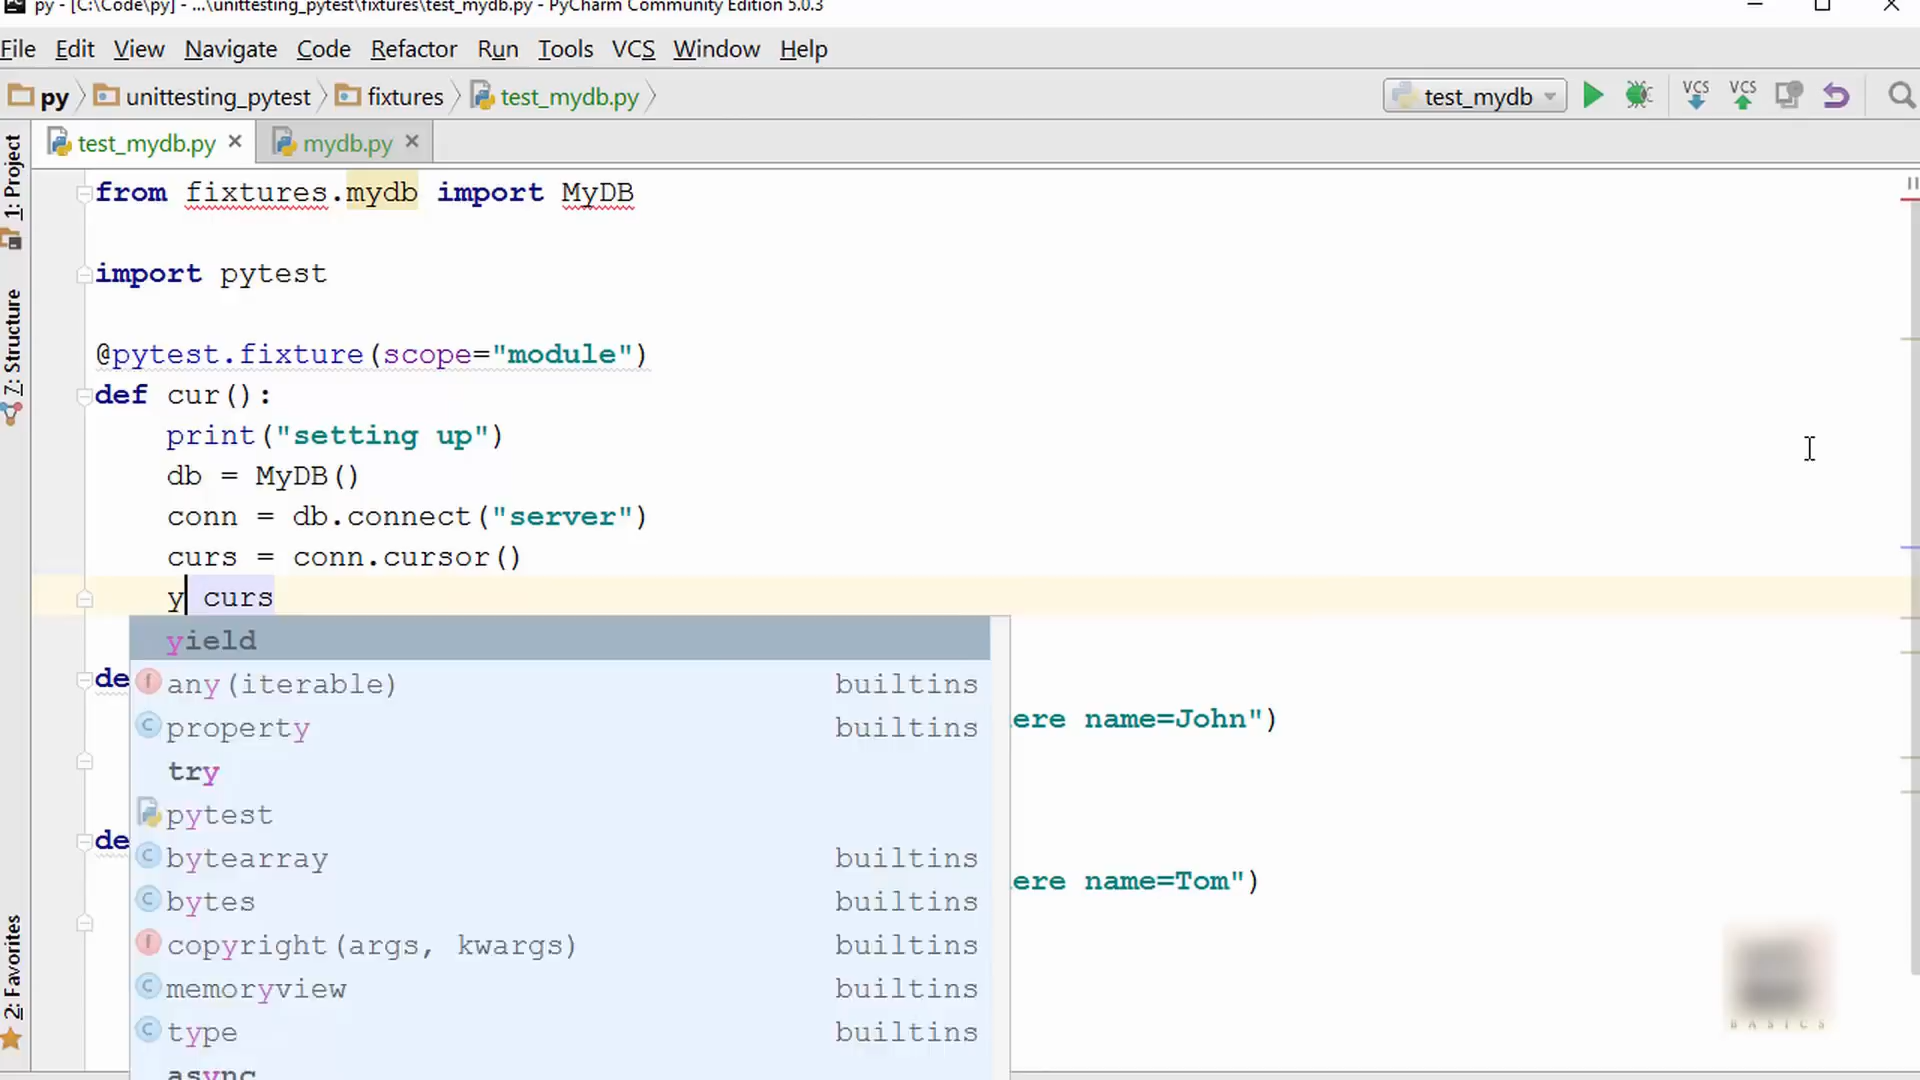 py - [C:\Code\py] - ...\unittesting_pytest\fixtures\test_mydb.py - PyCharm Community Edition 5.0.3
File Edit View Navigate Code Refactor Run Tools VCS Window Help
py unittesting_pytest fixtures test_mydb.py test_mydb VCS VCS
test_mydb.py mydb.py
1: Project
7: Structure
2: Favorites
from fixtures.mydb import MyDB
import pytest
@pytest.fixture(scope="module")
def cur():
print("setting up")
db = MyDB()
conn = db.connect("server")
curs = conn.cursor()
y curs
yield
de
any(iterable) builtins
ere name=John")
property builtins
try
pytest
de
bytearray builtins
ere name=Tom")
bytes builtins
copyright(args, kwargs) builtins
memoryview builtins
type builtins
async
BASICS